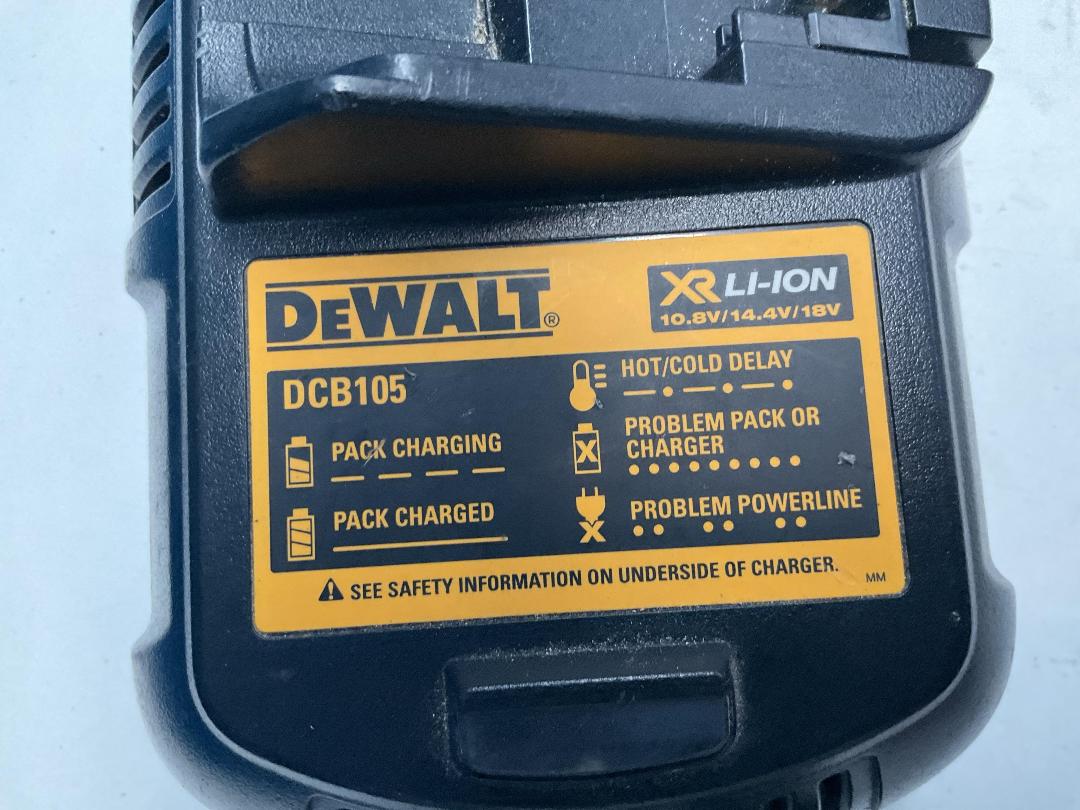 DEWALT®
XR LI-ION
10.8V/14.4V/18V
DCB105
PACK CHARGING
PACK CHARGED
HOT/COLD DELAY
PROBLEM PACK OR
CHARGER
PROBLEM POWERLINE
SEE SAFETY INFORMATION ON UNDERSIDE OF CHARGER.
MM